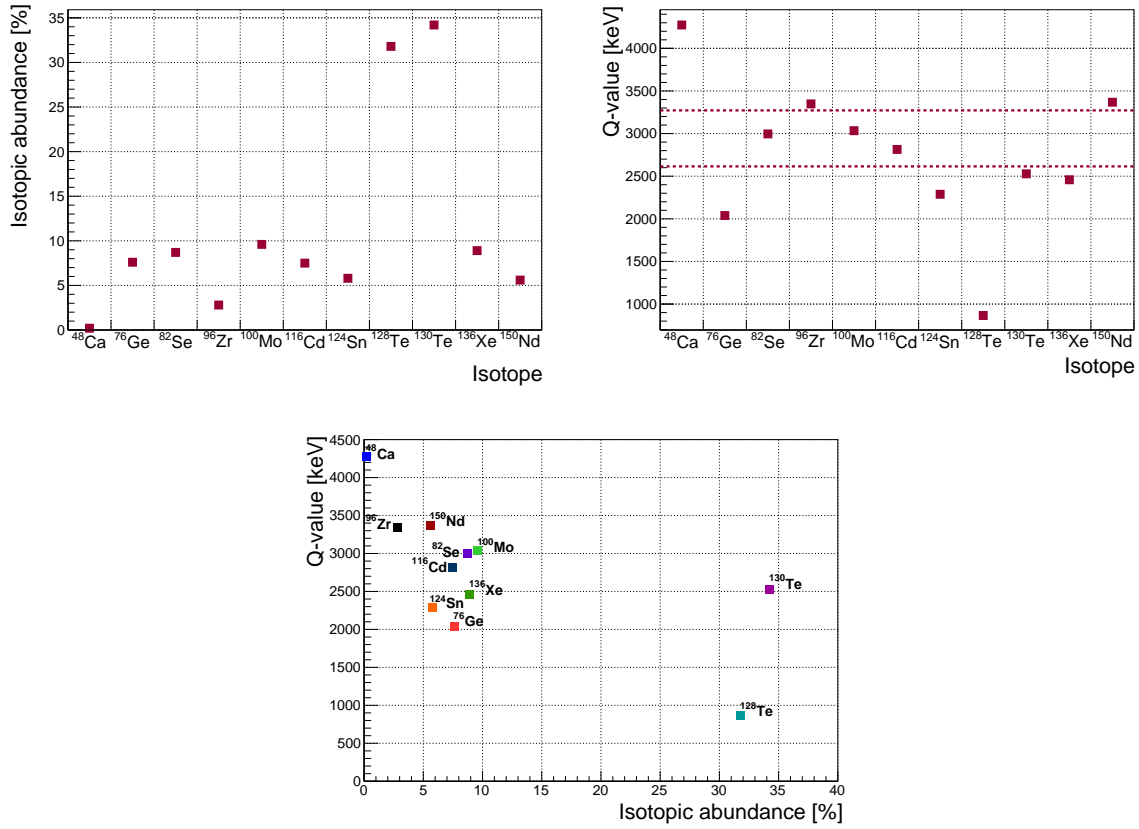 Isotopic abundance [%]
35
30
25
20
15
10
5
0
⁴⁸Ca ⁷⁶Ge ⁸²Se ⁹⁶Zr ¹⁰⁰Mo ¹¹⁶Cd ¹²⁴Sn ¹²⁸Te ¹³⁰Te ¹³⁶Xe ¹⁵⁰Nd
Isotope
Q-value [keV]
4000
3500
3000
2500
2000
1500
1000
⁴⁸Ca ⁷⁶Ge ⁸²Se ⁹⁶Zr ¹⁰⁰Mo ¹¹⁶Cd ¹²⁴Sn ¹²⁸Te ¹³⁰Te ¹³⁶Xe ¹⁵⁰Nd
Isotope
Q-value [keV]
4500
4000
3500
3000
2500
2000
1500
1000
500
0
⁴⁸Ca
⁹⁶Zr
¹⁵⁰Nd
⁸²Se
¹⁰⁰Mo
¹¹⁶Cd
¹³⁶Xe
¹³⁰Te
¹²⁴Sn
⁷⁶Ge
¹²⁸Te
0 5 10 15 20 25 30 35 40
Isotopic abundance [%]